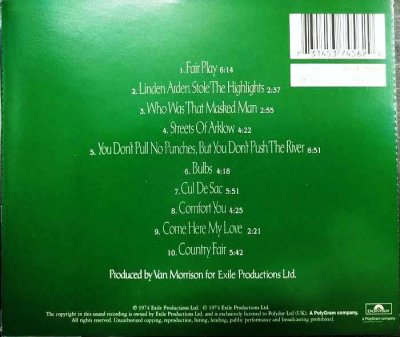 1. Fair Play 6:14
2. Linden Arden Stole The Highlights 2:37
3. Who Was That Masked Man 2:55
4. Streets Of Arklow 4:22
5. You Don't Pull No Punches, But You Don't Push The River 8:51
6. Bulbs 4:18
7. Cul De Sac 5:51
8. Comfort You 4:25
9. Come Here My Love 2:21
10. Country Fair 5:42
Produced by Van Morrison for Exile Productions Ltd.
℗ 1974 Exile Productions Ltd. © 1974 Exile Productions Ltd.
The copyright in this sound recording is owned by Exile Productions Ltd. and is exclusively licensed to Polydor Ltd (UK). A PolyGram company.
All rights reserved. Unauthorized copying, reproduction, hiring, lending, public performance and broadcasting prohibited.
polydor
a PolyGram company